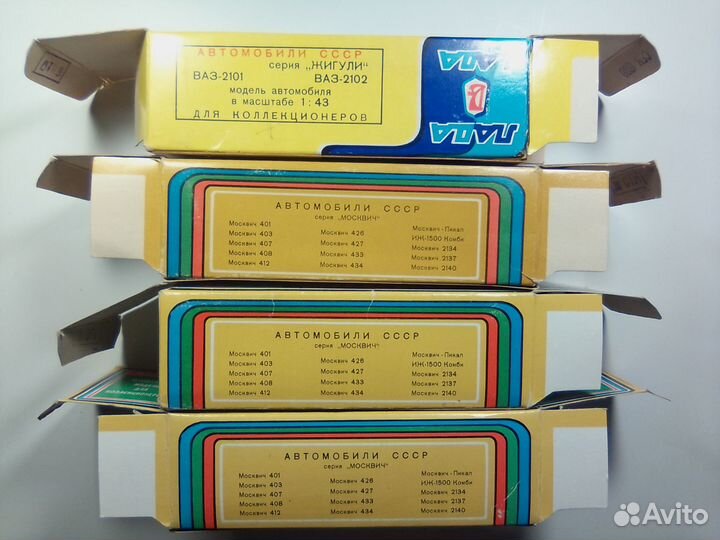 АВТОМОБИЛИ СССР
серия „ЖИГУЛИ"
ВАЗ-2101 ВАЗ-2102
модель автомобиля
в масштабе 1:43
ДЛЯ КОЛЛЕКЦИОНЕРОВ
ЛАДА
ЛАДА
АВТОМОБИЛИ СССР
серия „МОСКВИЧ"
Москвич 401
Москвич 403
Москвич 407
Москвич 408
Москвич 412
Москвич 426
Москвич 427
Москвич 433
Москвич 434
Москвич - Пикап
ИЖ-1500 Комби
Москвич 2134
Москвич 2137
Москвич 2140
АВТОМОБИЛИ СССР
серия „МОСКВИЧ"
Москвич 401
Москвич 403
Москвич 407
Москвич 408
Москвич 412
Москвич 426
Москвич 427
Москвич 433
Москвич 434
Москвич - Пикап
ИЖ-1500 Комби
Москвич 2134
Москвич 2137
Москвич 2140
АВТОМОБИЛИ СССР
серия „МОСКВИЧ"
Москвич 401
Москвич 403
Москвич 407
Москвич 408
Москвич 412
Москвич 426
Москвич 427
Москвич 433
Москвич 434
Москвич - Пикап
ИЖ-1500 Комби
Москвич 2134
Москвич 2137
Москвич 2140
Avito